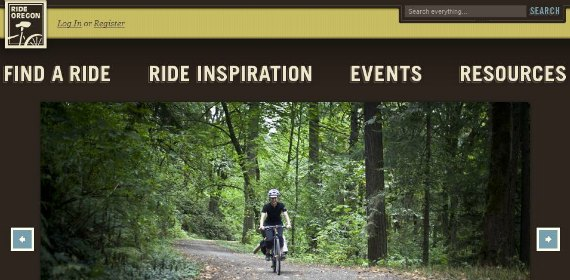 RIDE
OREGON
Log In or Register
Search everything...
SEARCH
FIND A RIDE
RIDE INSPIRATION
EVENTS
RESOURCES